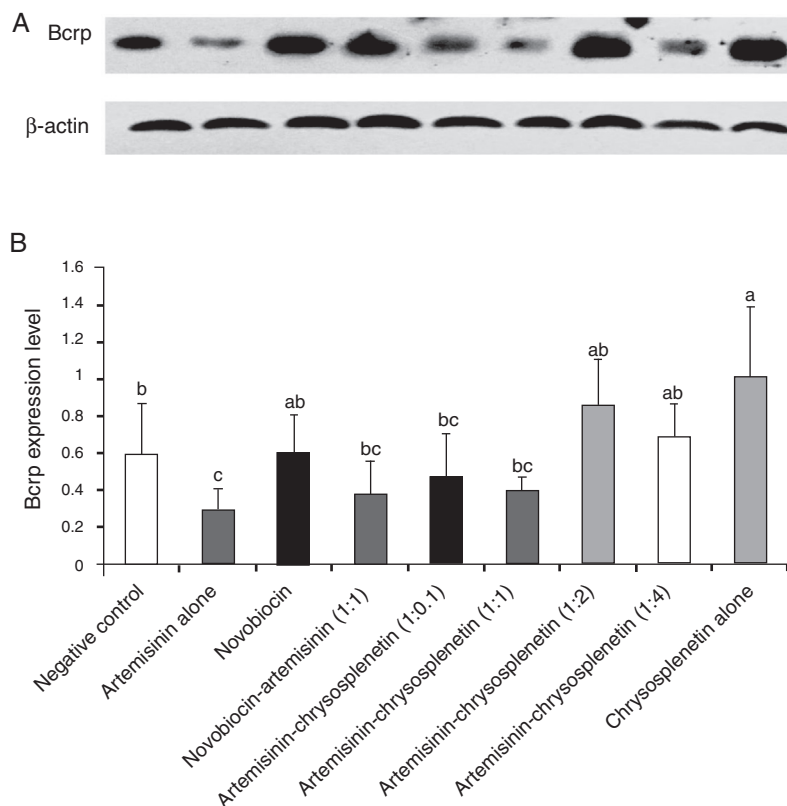 A
Bcrp
β-actin
B
Bcrp expression level
1.6
1.4
1.2
1
0.8
0.6
0.4
0.2
0
b
c
ab
bc
bc
bc
ab
ab
a
Negative control
Artemisinin alone
Novobiocin
Novobiocin-artemisinin (1:1)
Artemisinin-chrysosplenetin (1:0.1)
Artemisinin-chrysosplenetin (1:1)
Artemisinin-chrysosplenetin (1:2)
Artemisinin-chrysosplenetin (1:4)
Chrysosplenetin alone